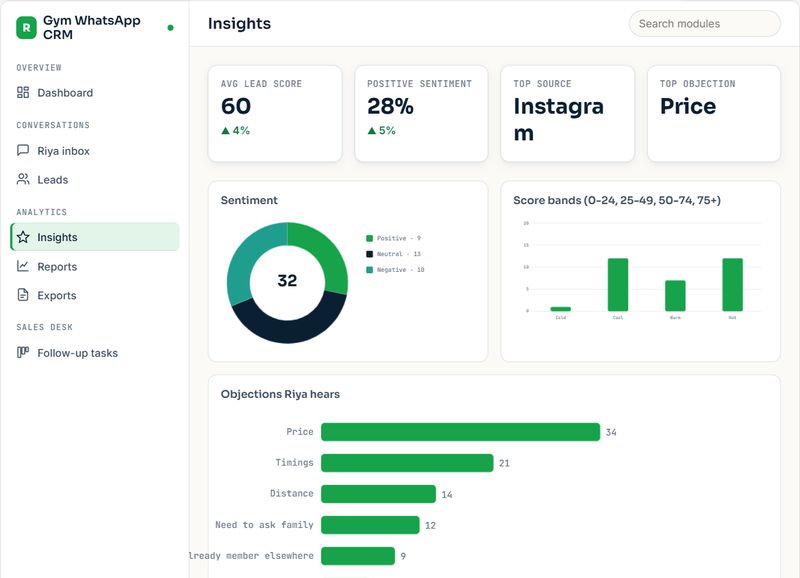 R
Gym WhatsApp
CRM
OVERVIEW
Dashboard
CONVERSATIONS
Riya inbox
Leads
ANALYTICS
Insights
Reports
Exports
SALES DESK
Follow-up tasks
Insights
Search modules
AVG LEAD SCORE
60
▲ 4%
POSITIVE SENTIMENT
28%
▲ 5%
TOP SOURCE
Instagra
m
TOP OBJECTION
Price
Sentiment
32
Positive · 9
Neutral · 13
Negative · 10
Score bands (0-24, 25-49, 50-74, 75+)
20
15
10
5
0
Cold
Cool
Warm
Hot
Objections Riya hears
Price 34
Timings 21
Distance 14
Need to ask family 12
lready member elsewhere 9